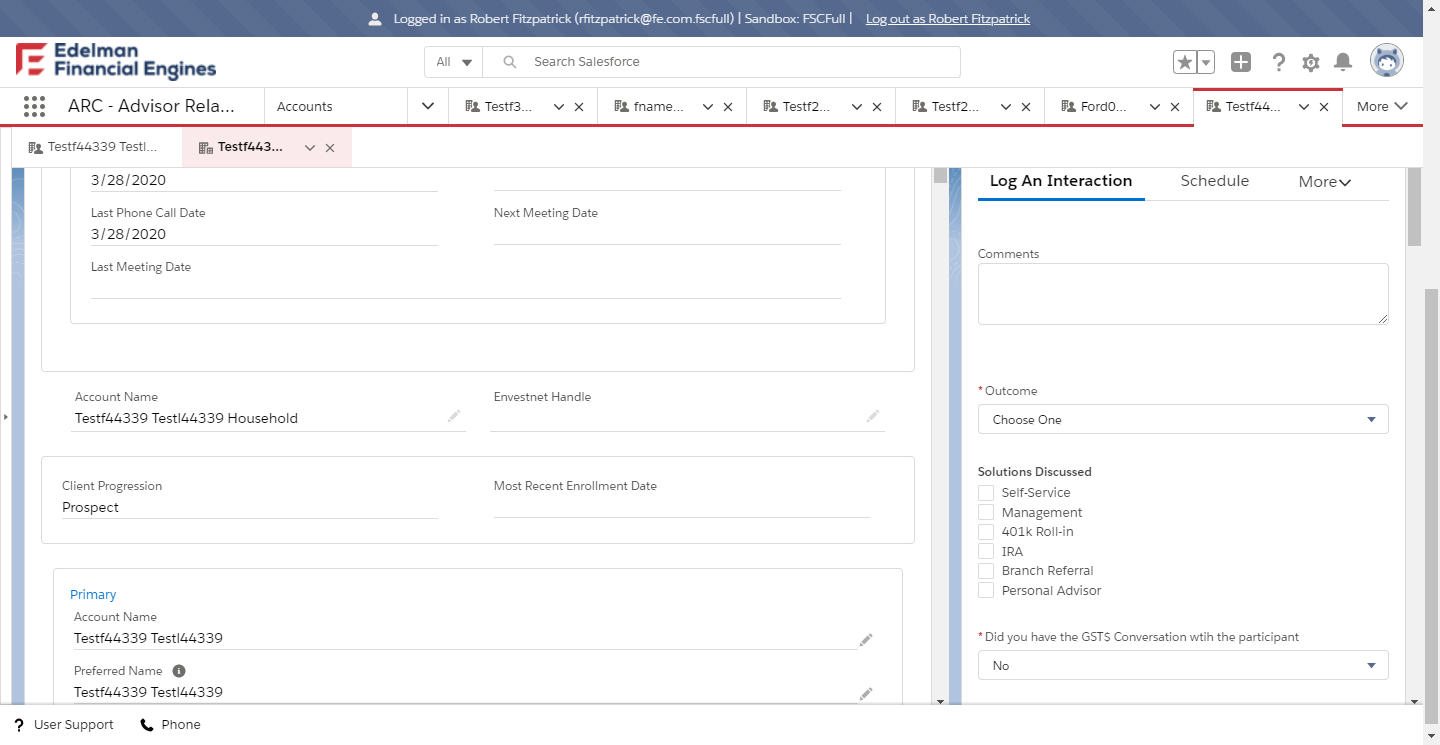 Logged in as Robert Fitzpatrick (rfitzpatrick@fe.com.fscfull) | Sandbox: FSCFull | Log out as Robert Fitzpatrick
Edelman
Financial Engines
All
Search Salesforce
ARC - Advisor Rela...
Accounts
Testf3...
fname...
Testf2...
Testf2...
Ford0...
Testf44...
More
Testf44339 Testl...
Testf443...
3/28/2020
Last Phone Call Date
Next Meeting Date
3/28/2020
Last Meeting Date
Account Name
Envestnet Handle
Testf44339 Testl44339 Household
Client Progression
Most Recent Enrollment Date
Prospect
Primary
Account Name
Testf44339 Testl44339
Preferred Name
Testf44339 Testl44339
Log An Interaction
Schedule
More
Comments
*Outcome
Choose One
Solutions Discussed
Self-Service
Management
401k Roll-in
IRA
Branch Referral
Personal Advisor
*Did you have the GST$ Conversation wtih the participant
No
? User Support
Phone